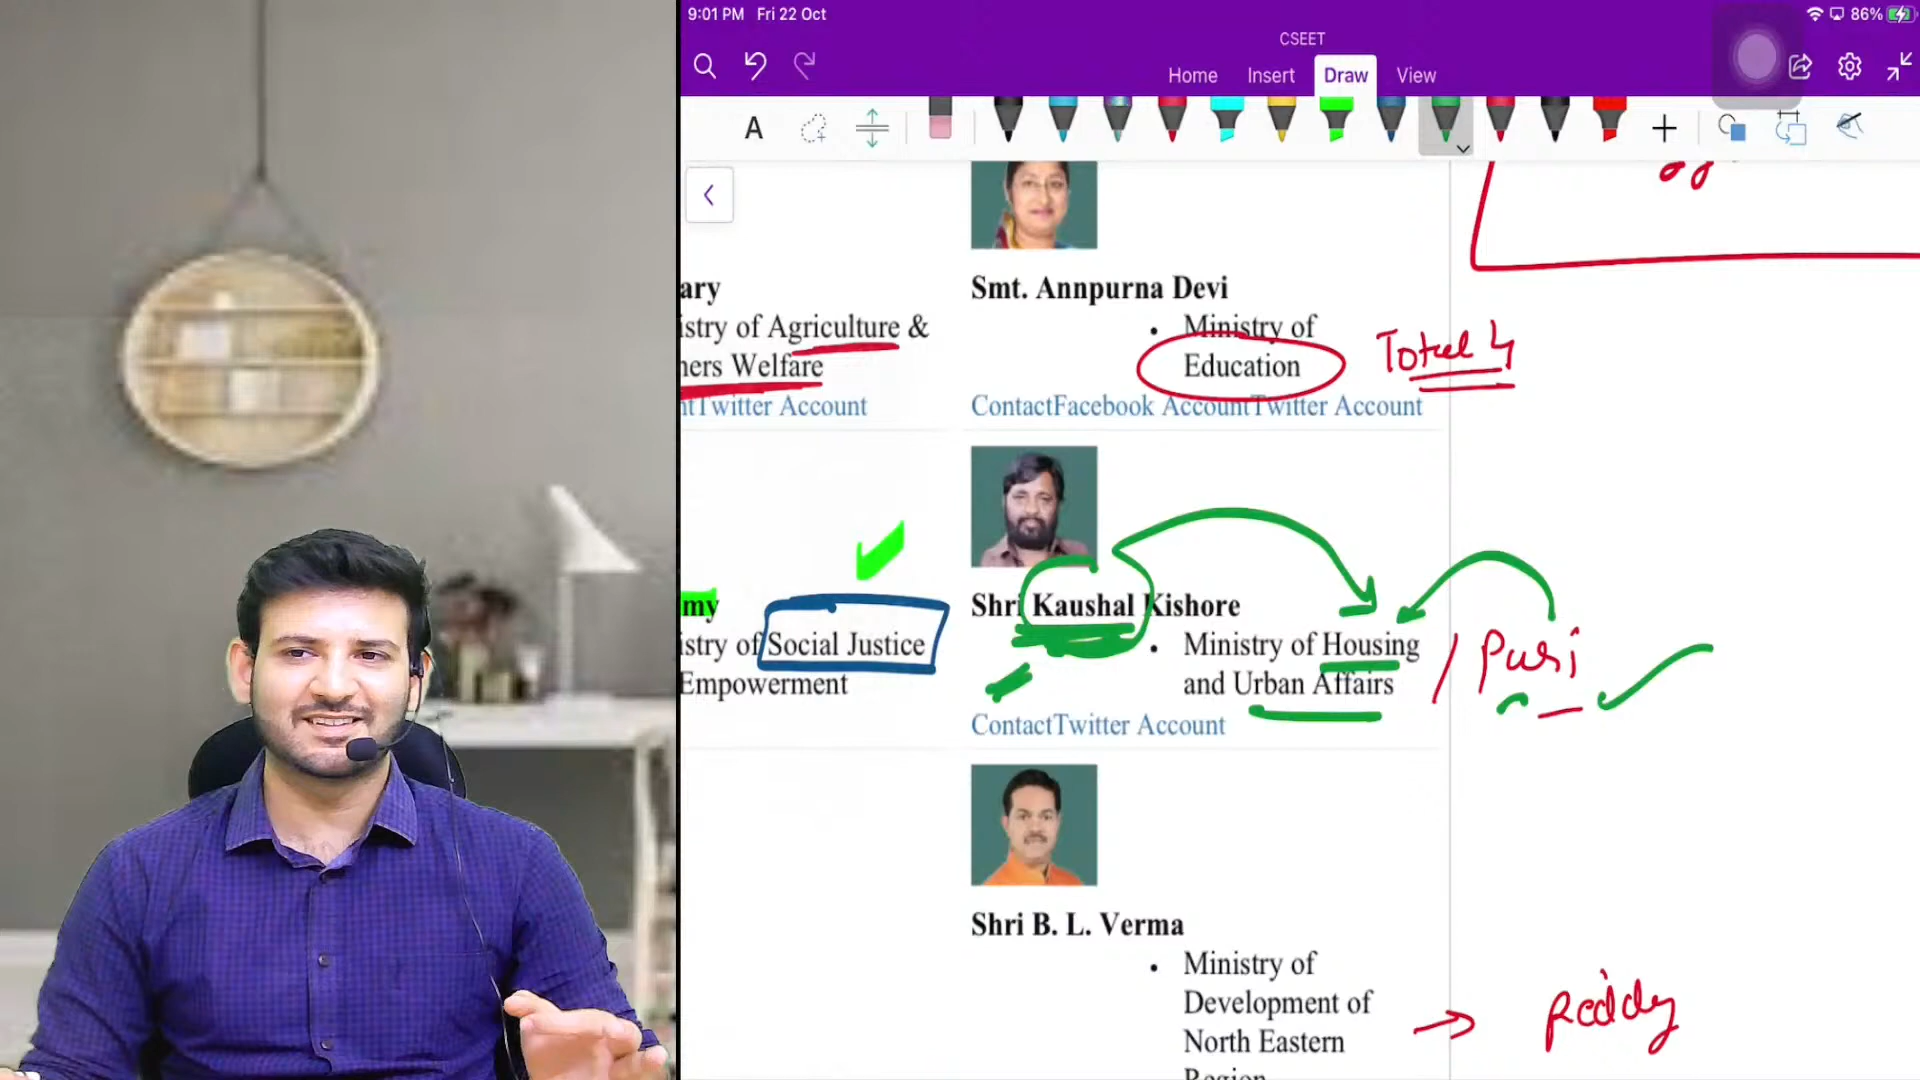 9:01 PM Fri 22 Oct
86%
CSEET
Home Insert Draw View
A
ary
istry of Agriculture &
ners Welfare
ntTwitter Account
Smt. Annpurna Devi
• Ministry of
Education
Total 4
ContactFacebook AccountTwitter Account
my
istry of Social Justice
Empowerment
Shri Kaushal Kishore
• Ministry of Housing
and Urban Affairs
/ Puri
ContactTwitter Account
Shri B. L. Verma
• Ministry of
Development of
North Eastern
Region
→ Reddy